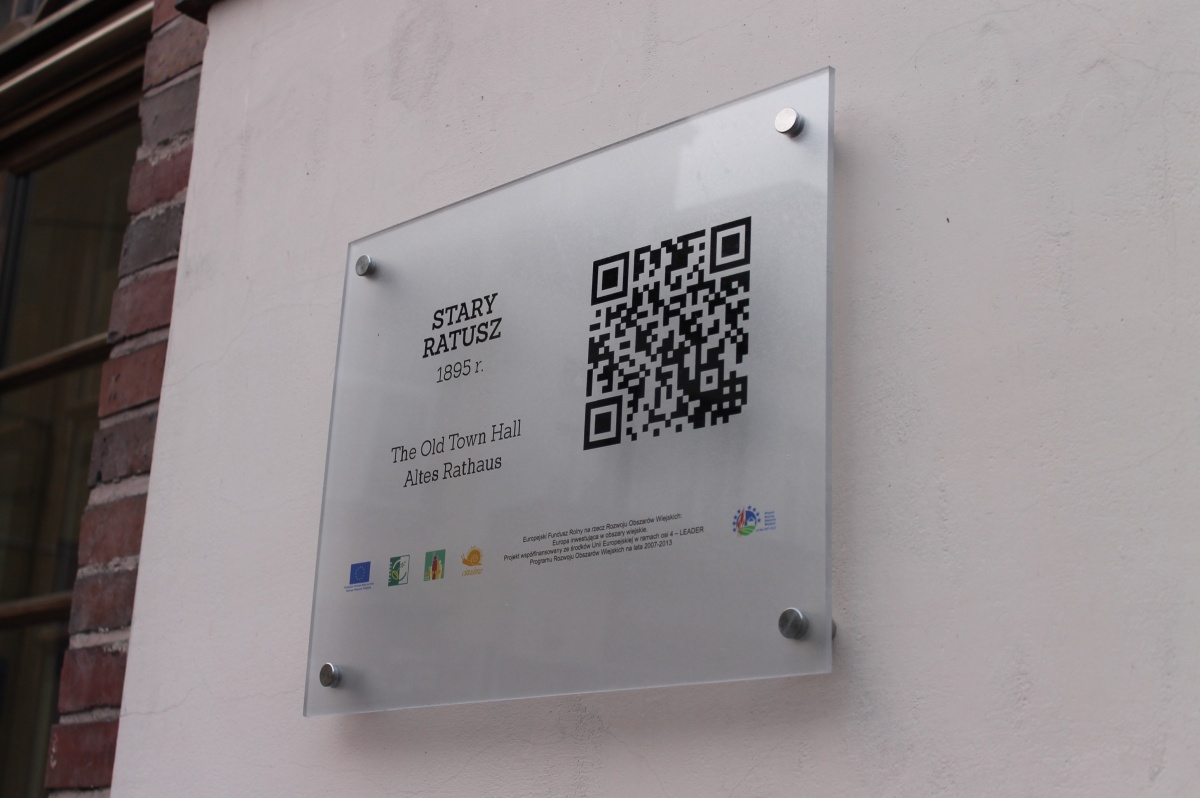 STARY
RATUSZ
1895 r.
The Old Town Hall
Altes Rathaus
Europejski Fundusz Rolny na rzecz Rozwoju Obszarów Wiejskich:
Europa inwestująca w obszary wiejskie.
Projekt współfinansowany ze środków Unii Europejskiej w ramach osi 4 – LEADER
Programu Rozwoju Obszarów Wiejskich na lata 2007-2013